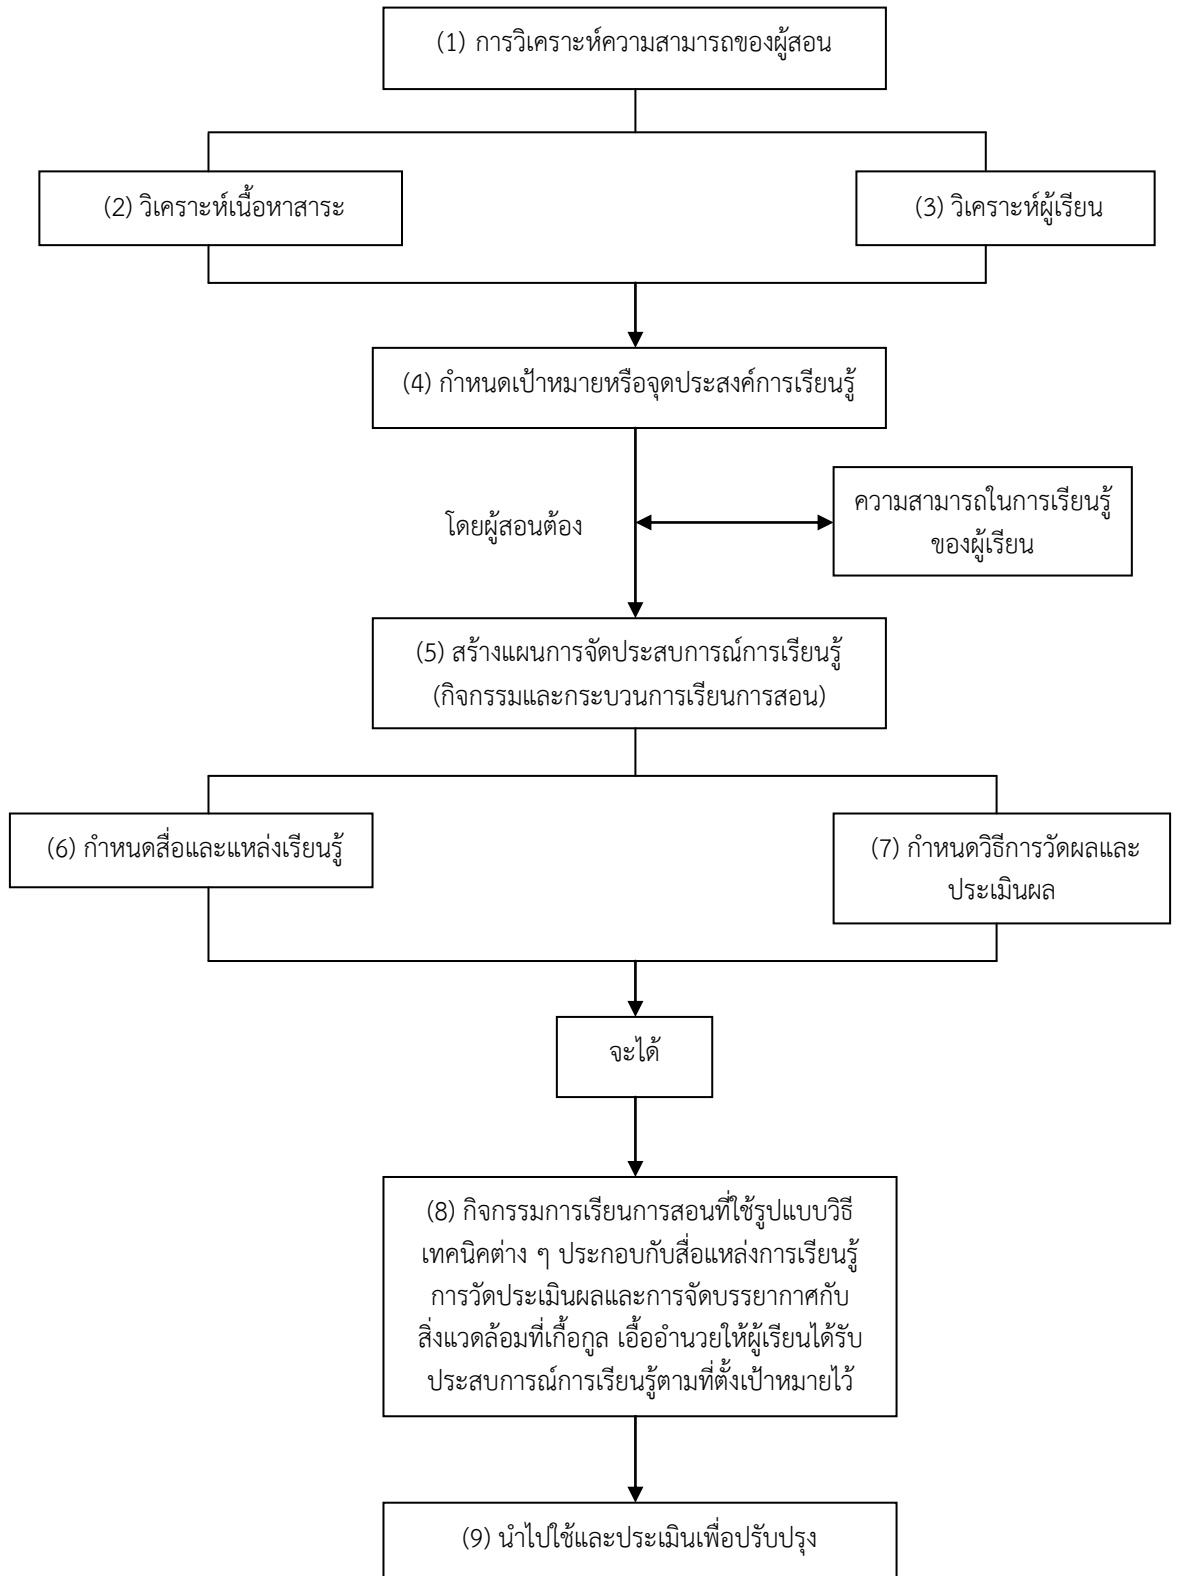 (1) การวิเคราะห์ความสามารถของผู้สอน
(2) วิเคราะห์เนื้อหาสาระ
(3) วิเคราะห์ผู้เรียน
(4) กำหนดเป้าหมายหรือจุดประสงค์การเรียนรู้
โดยผู้สอนต้อง
ความสามารถในการเรียนรู้
ของผู้เรียน
(5) สร้างแผนการจัดประสบการณ์การเรียนรู้
(กิจกรรมและกระบวนการเรียนการสอน)
(6) กำหนดสื่อและแหล่งเรียนรู้
(7) กำหนดวิธีการวัดผลและ
ประเมินผล
จะได้
(8) กิจกรรมการเรียนการสอนที่ใช้รูปแบบวิธี
เทคนิคต่าง ๆ ประกอบกับสื่อแหล่งการเรียนรู้
การวัดประเมินผลและการจัดบรรยากาศกับ
สิ่งแวดล้อมที่เกื้อกูล เอื้ออำนวยให้ผู้เรียนได้รับ
ประสบการณ์การเรียนรู้ตามที่ตั้งเป้าหมายไว้
(9) นำไปใช้และประเมินเพื่อปรับปรุง